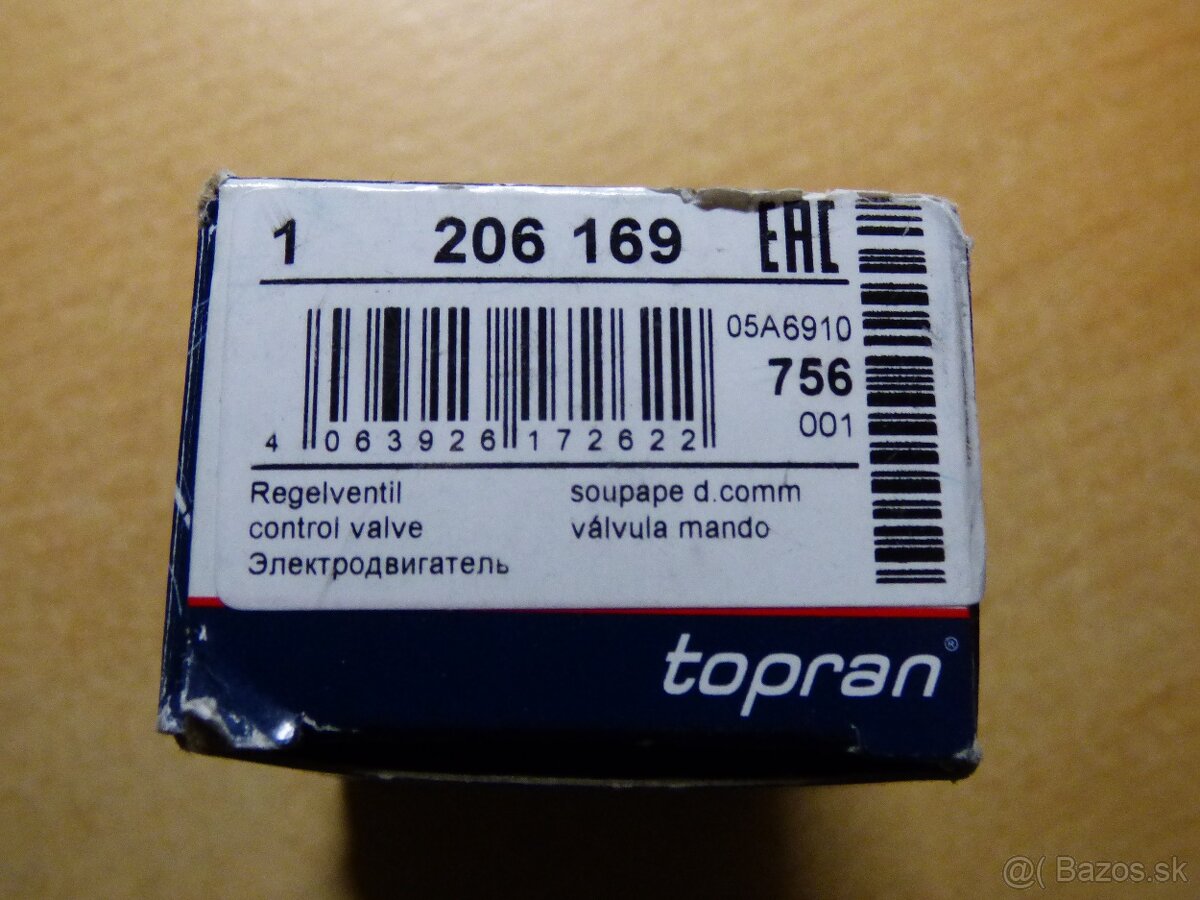 1 206 169 EAC
05A6910
756
001
4 063926 172622
Regelventil soupape d.comm
control valve válvula mando
Электродвигатель
topran®
@( Bazos.sk